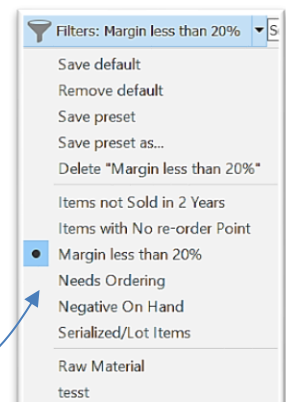 Filters: Margin less than 20%
Save default
Remove default
Save preset
Save preset as...
Delete "Margin less than 20%"
Items not Sold in 2 Years
Items with No re-order Point
Margin less than 20%
Needs Ordering
Negative On Hand
Serialized/Lot Items
Raw Material
tesst